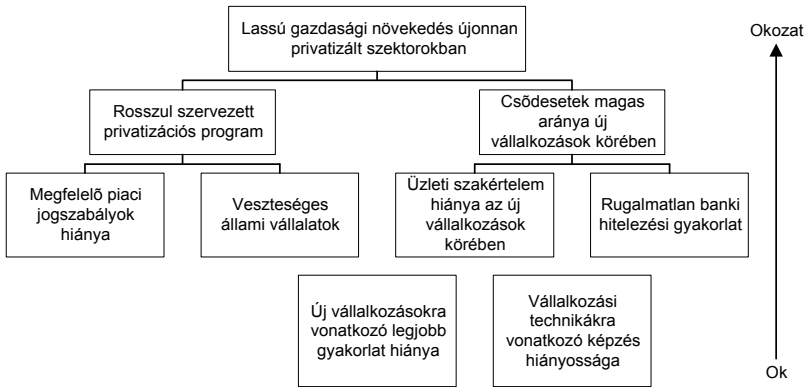 Lassú gazdasági növekedés újonnan
privatizált szektorokban
Okozat
Rosszul szervezett
privatizációs program
Csõdesetek magas
aránya új
vállalkozások körében
Megfelelõ piaci
jogszabályok
hiánya
Veszteséges
állami vállalatok
Üzleti szakértelem
hiánya az új
vállalkozások
körében
Rugalmatlan banki
hitelezési gyakorlat
Új vállalkozásokra
vonatkozó legjobb
gyakorlat hiánya
Vállalkozási
technikákra
vonatkozó képzés
hiányossága
Ok